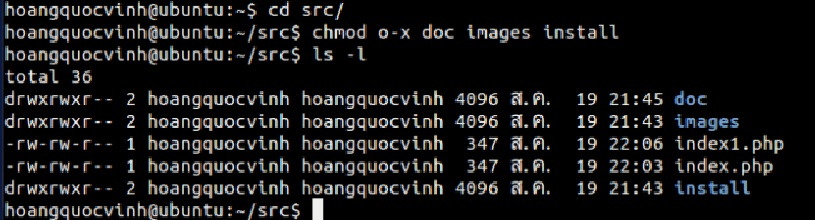 hoangquocvinh@ubuntu:~$ cd src/
hoangquocvinh@ubuntu:~/src$ chmod o-x doc images install
hoangquocvinh@ubuntu:~/src$ ls -l
total 36
drwxrwxr-- 2 hoangquocvinh hoangquocvinh 4096 ส.ค.  19 21:45 doc
drwxrwxr-- 2 hoangquocvinh hoangquocvinh 4096 ส.ค.  19 21:43 images
-rw-rw-r-- 1 hoangquocvinh hoangquocvinh  347 ส.ค.  19 22:06 index1.php
-rw-rw-r-- 1 hoangquocvinh hoangquocvinh  347 ส.ค.  19 22:03 index.php
drwxrwxr-- 2 hoangquocvinh hoangquocvinh 4096 ส.ค.  19 21:43 install
hoangquocvinh@ubuntu:~/src$